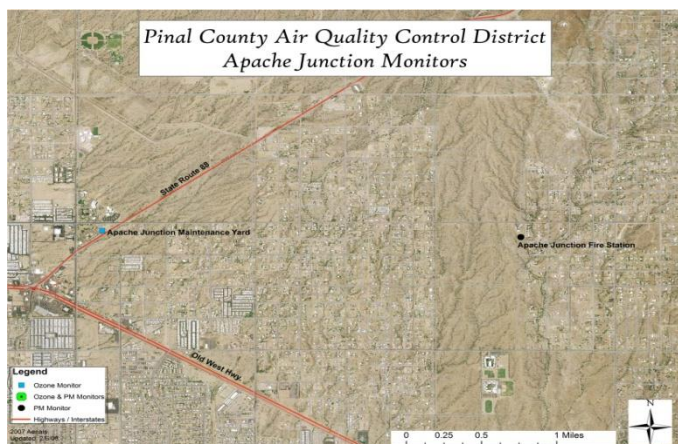 Pinal County Air Quality Control District
Apache Junction Monitors
State Route 88
Apache Junction Maintenance Yard
Apache Junction Fire Station
Old West Hwy.
Legend
Ozone Monitor
Ozone & PM Monitors
PM Monitor
Highways / Interstates
2007 Aerials
Updated
N
0 0.25 0.5 1 Miles